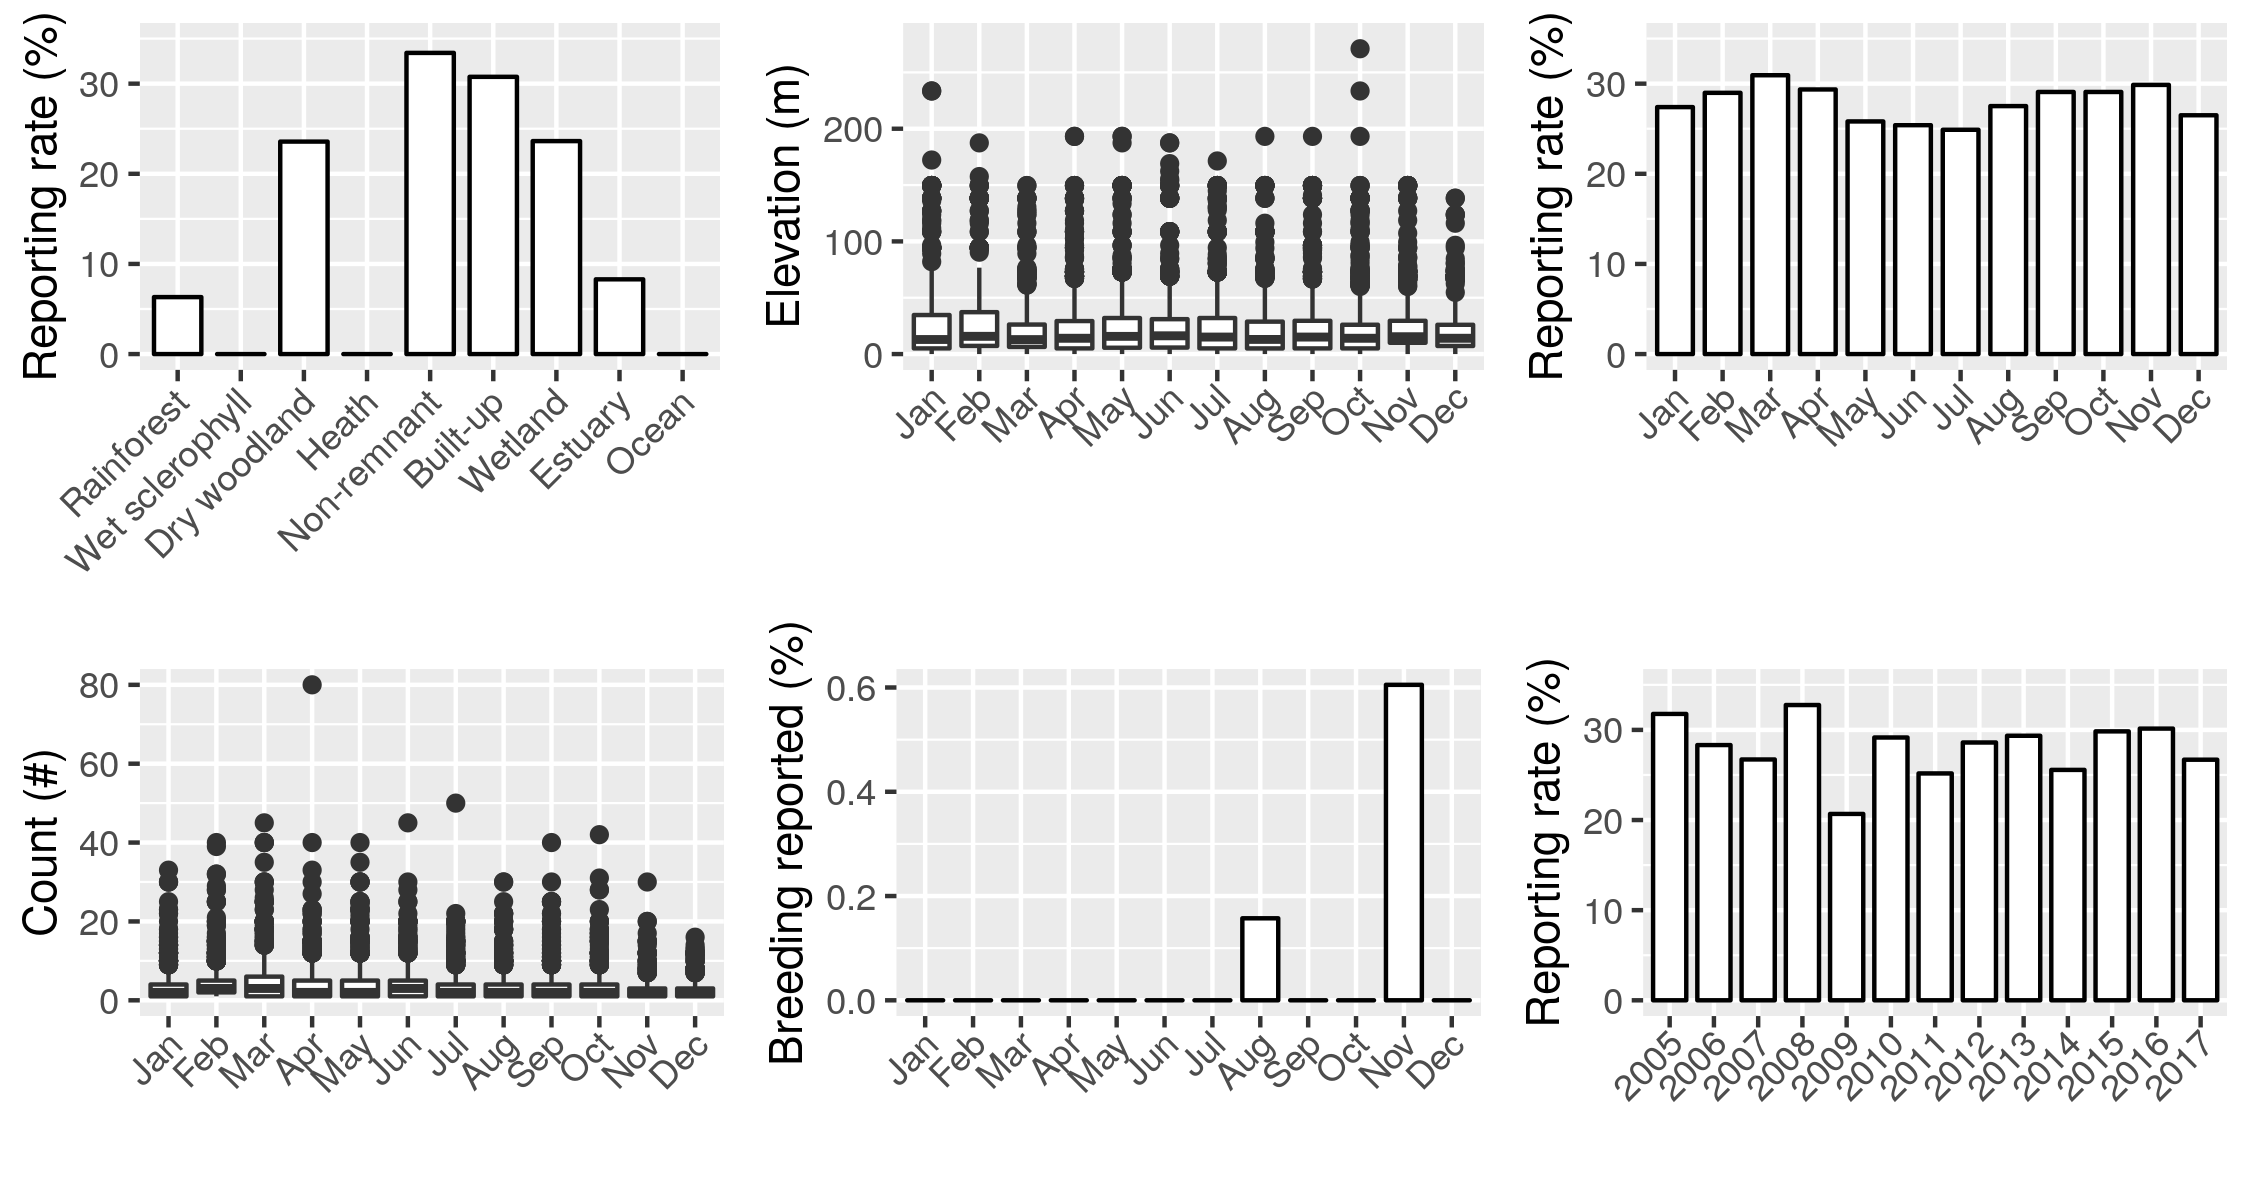 Reporting rate (%)
30
20
10
0
Rainforest
Wet sclerophyll
Dry woodland
Heath
Non-remnant
Built-up
Wetland
Estuary
Ocean
Elevation (m)
200
100
0
Jan
Feb
Mar
Apr
May
Jun
Jul
Aug
Sep
Oct
Nov
Dec
Reporting rate (%)
30
20
10
0
Jan
Feb
Mar
Apr
May
Jun
Jul
Aug
Sep
Oct
Nov
Dec
Count (#)
80
60
40
20
0
Jan
Feb
Mar
Apr
May
Jun
Jul
Aug
Sep
Oct
Nov
Dec
Breeding reported (%)
0.6
0.4
0.2
0.0
Jan
Feb
Mar
Apr
May
Jun
Jul
Aug
Sep
Oct
Nov
Dec
Reporting rate (%)
30
20
10
0
2005
2006
2007
2008
2009
2010
2011
2012
2013
2014
2015
2016
2017